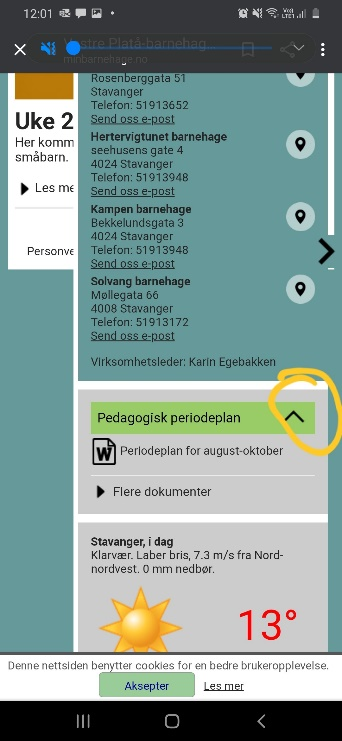 12:01
Vestre Platå-barnehag
minbarnehage.no
Rosenberggata 51
Stavanger
Telefon: 51913652
Send oss e-post
Hertervigtunet barnehage
seehusens gate 4
4024 Stavanger
Telefon: 51913948
Send oss e-post
Kampen barnehage
Bekkelundsgata 3
4024 Stavanger
Telefon: 51913948
Send oss e-post
Solvang barnehage
Møllegata 66
4008 Stavanger
Telefon: 51913172
Send oss e-post
Virksomhetsleder: Karin Egebakken
Uke 2
Her komm
småbarn.
Les me
Personve
Pedagogisk periodeplan
Periodeplan for august-oktober
Flere dokumenter
Stavanger, i dag
Klarvær. Laber bris, 7.3 m/s fra Nord-
nordvest. 0 mm nedbør.
13°
Denne nettsiden benytter cookies for en bedre brukeropplevelse.
Aksepter Les mer